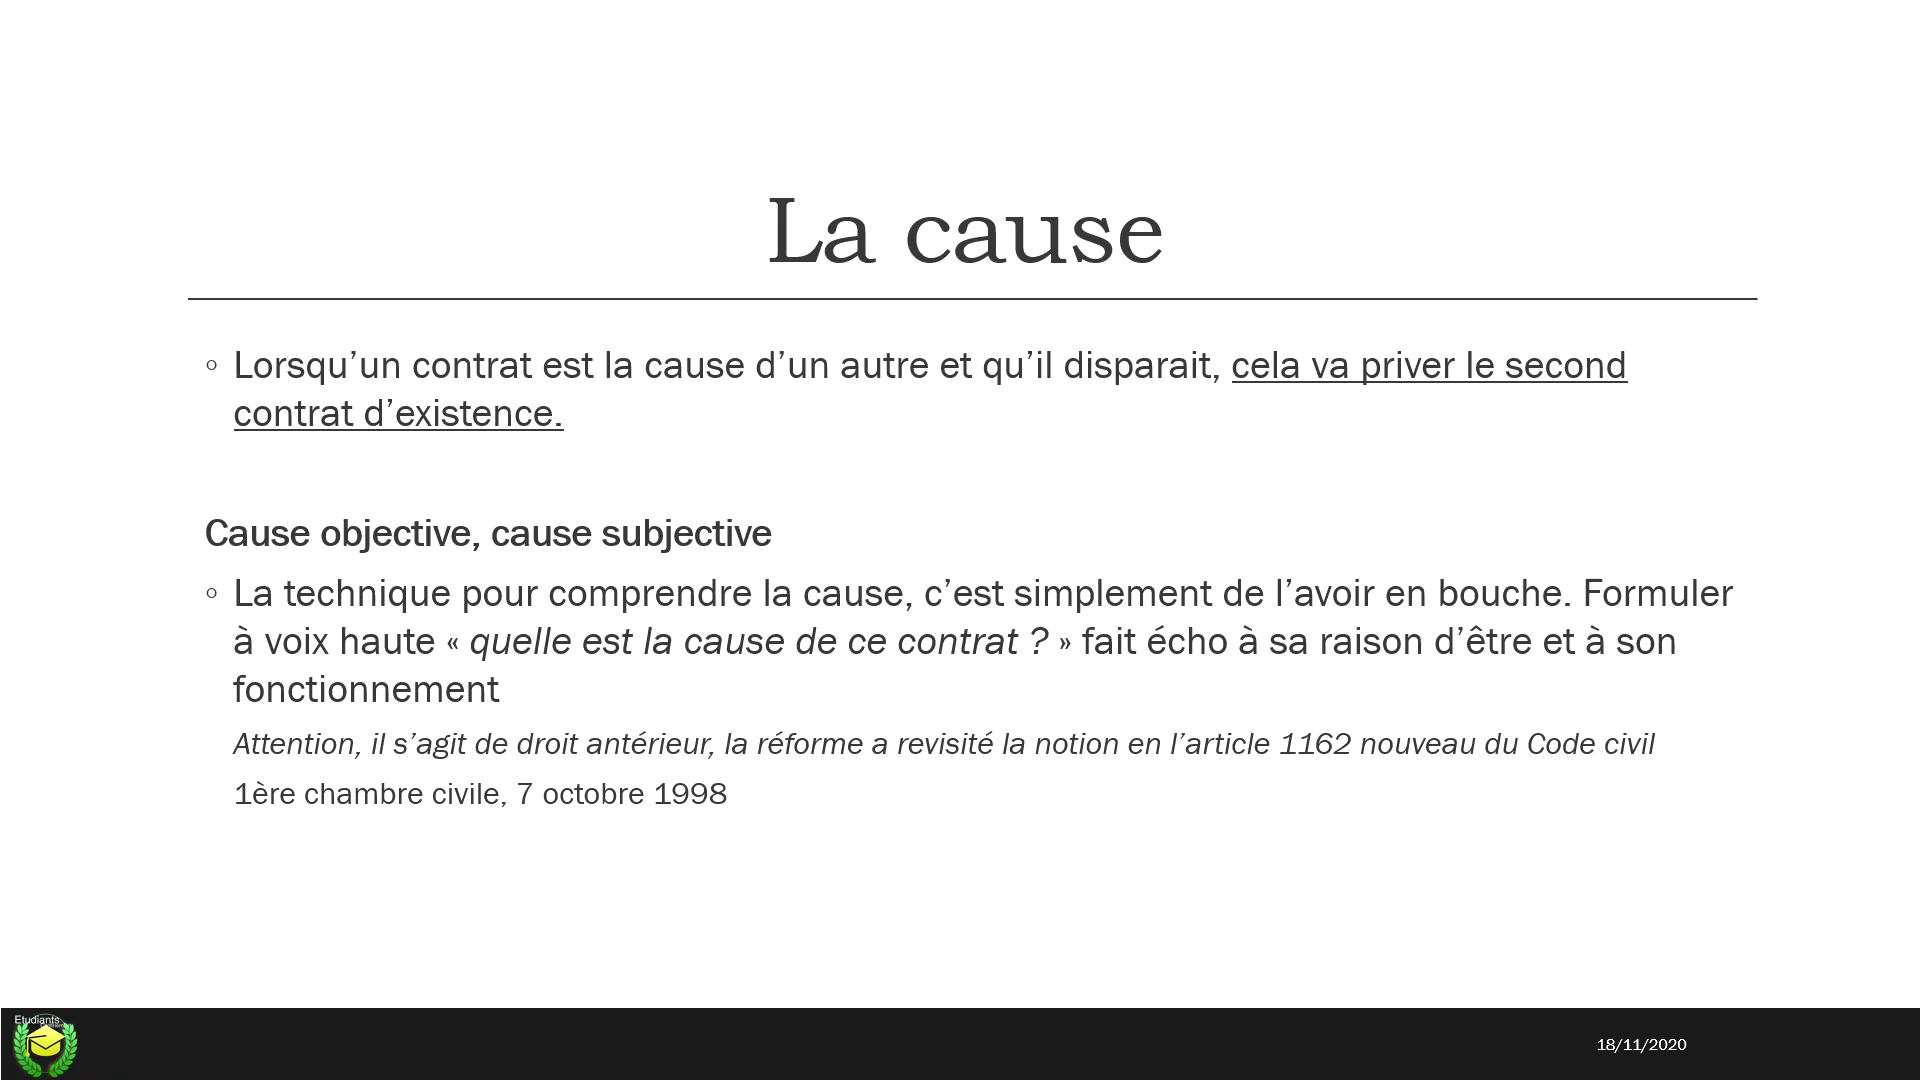 La cause
◦ Lorsqu’un contrat est la cause d’un autre et qu’il disparait, cela va priver le second
contrat d’existence.
Cause objective, cause subjective
◦ La technique pour comprendre la cause, c’est simplement de l’avoir en bouche. Formuler
à voix haute « quelle est la cause de ce contrat ? » fait écho à sa raison d’être et à son
fonctionnement
Attention, il s’agit de droit antérieur, la réforme a revisité la notion en l’article 1162 nouveau du Code civil
1ère chambre civile, 7 octobre 1998
Etudiants
18/11/2020